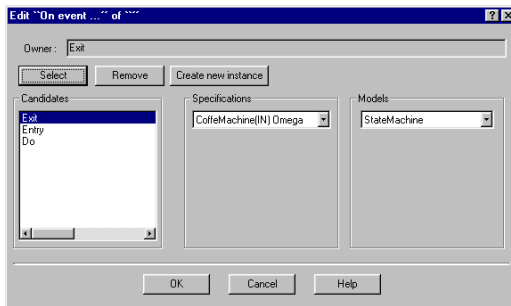 Edit ``On event ...'' of ``''
Owner : Exit
Select Remove Create new instance
Candidates Specifications Models
Exit CoffeMachine(IN) Omega StateMachine
Entry
Do
OK Cancel Help